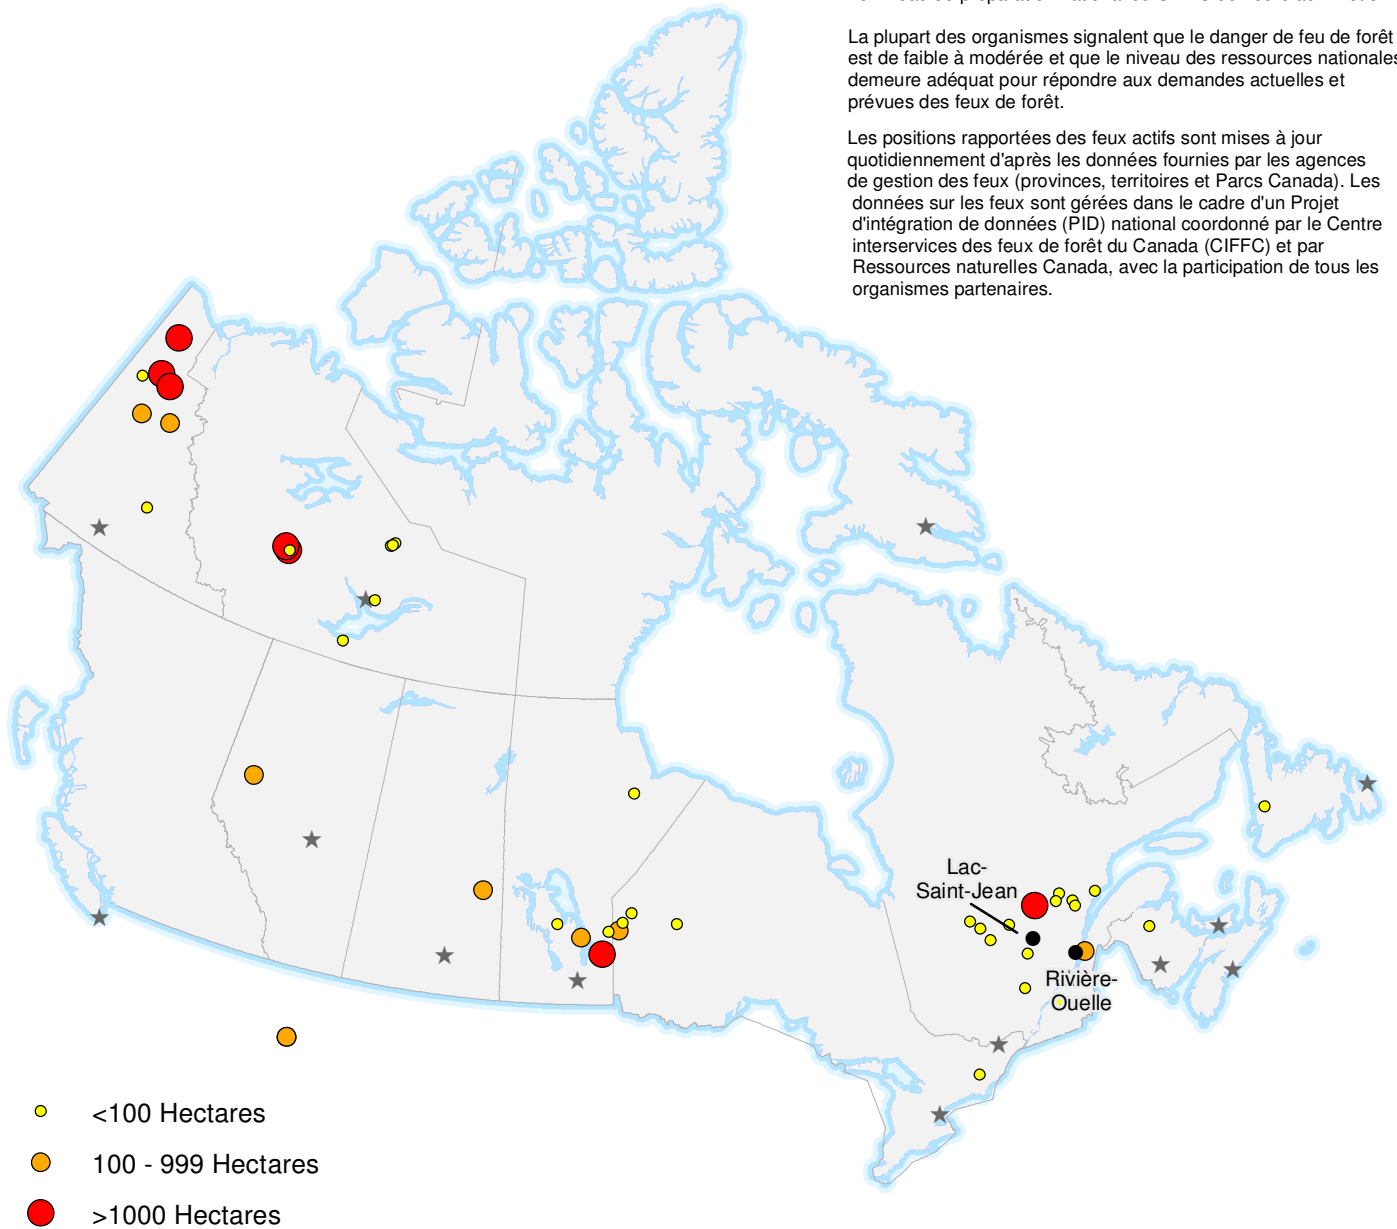 La plupart des organismes signalent que le danger de feu de forêt
est de faible à modérée et que le niveau des ressources nationales
demeure adéquat pour répondre aux demandes actuelles et
prévues des feux de forêt.
Les positions rapportées des feux actifs sont mises à jour
quotidiennement d'après les données fournies par les agences
de gestion des feux (provinces, territoires et Parcs Canada). Les
données sur les feux sont gérées dans le cadre d'un Projet
d'intégration de données (PID) national coordonné par le Centre
interservices des feux de forêt du Canada (CIFFC) et par
Ressources naturelles Canada, avec la participation de tous les
organismes partenaires.
Lac-
Saint-Jean
Rivière-
Ouelle
<100 Hectares
100 - 999 Hectares
>1000 Hectares